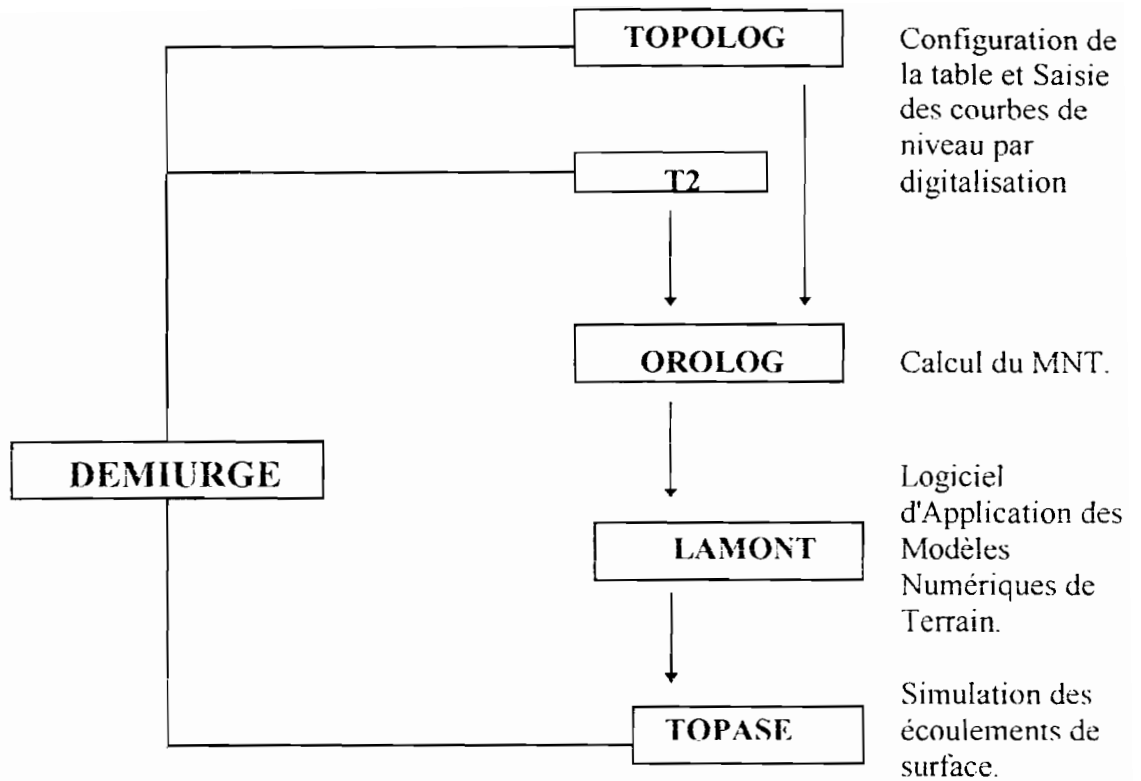 TOPOLOG
Configuration de
la table et Saisie
des courbes de
niveau par
digitalisation
T2
OROLOG
Calcul du MNT.
DEMIURGE
Logiciel
d'Application des
Modèles
Numériques de
Terrain.
LAMONT
Simulation des
écoulements de
surface.
TOPASE